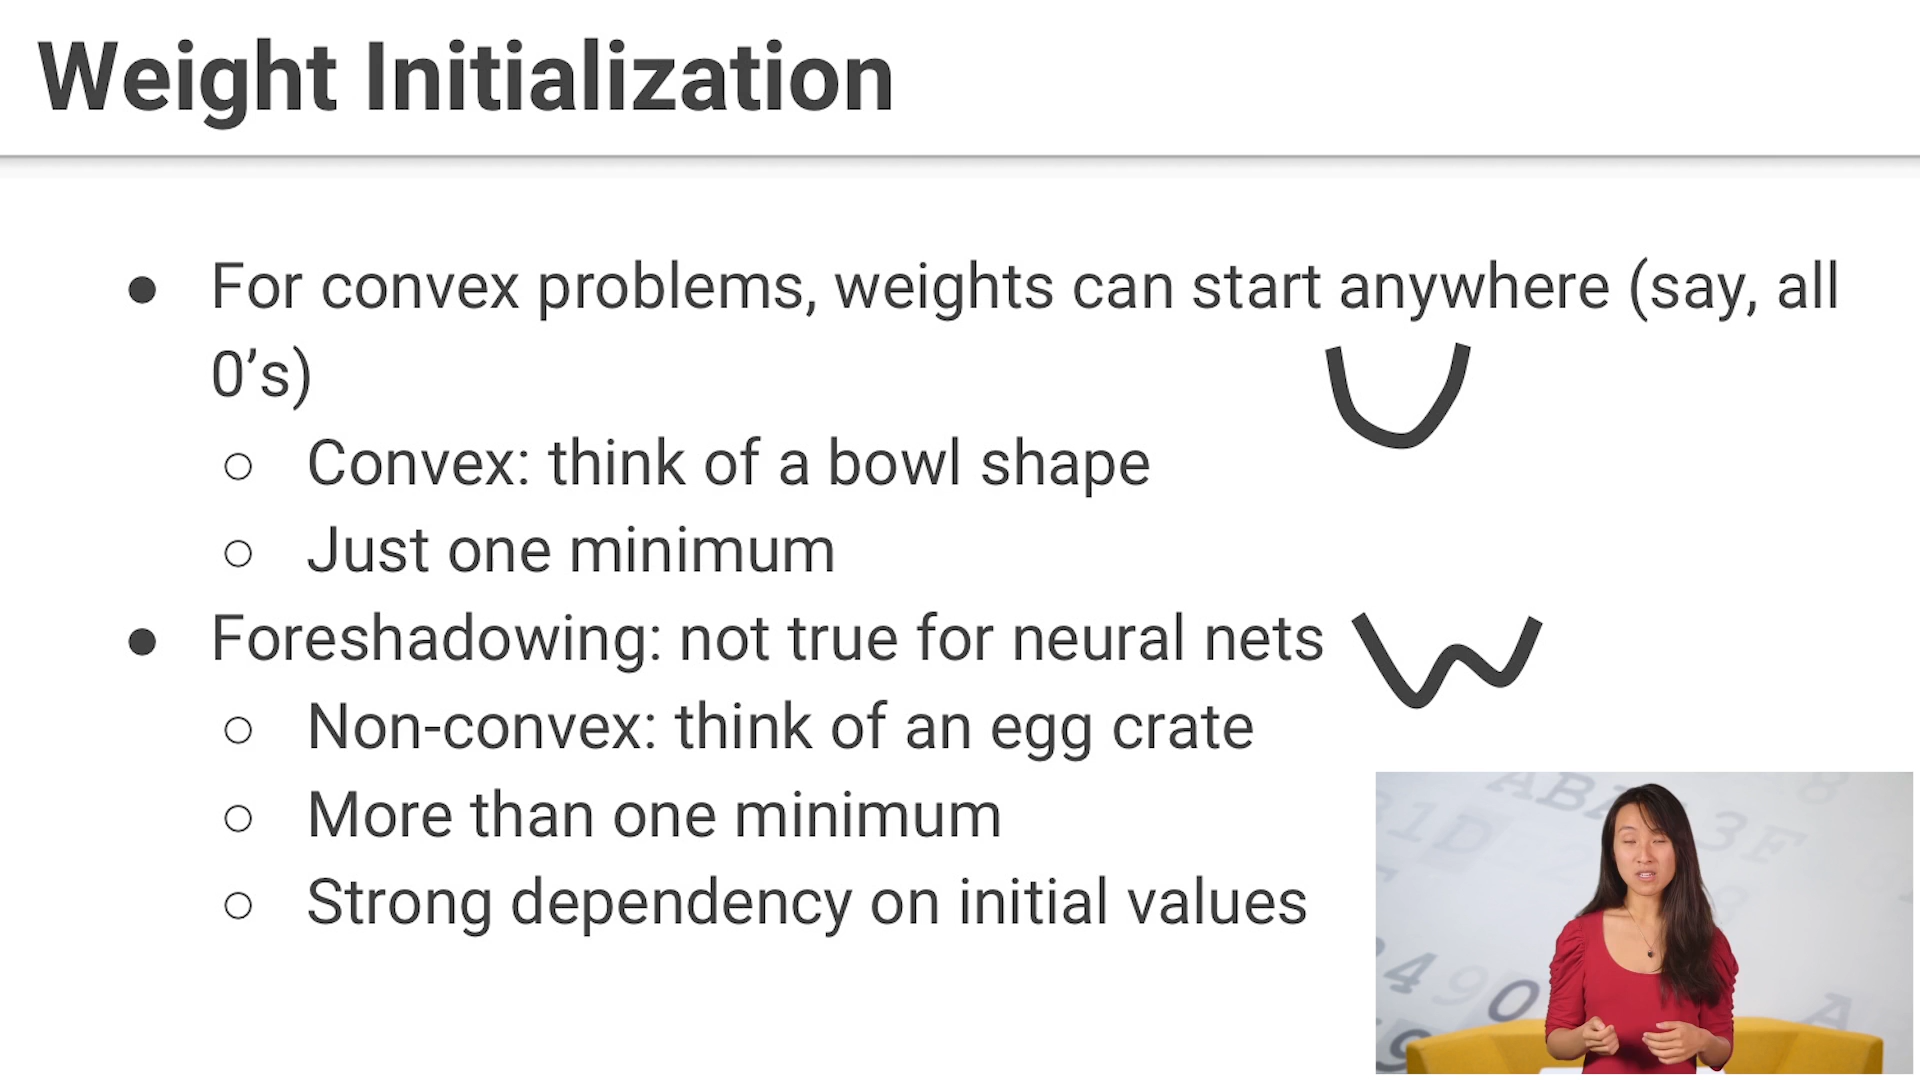 Weight Initialization
● For convex problems, weights can start anywhere (say, all
0’s)
○ Convex: think of a bowl shape
○ Just one minimum
● Foreshadowing: not true for neural nets
○ Non-convex: think of an egg crate
○ More than one minimum
○ Strong dependency on initial values